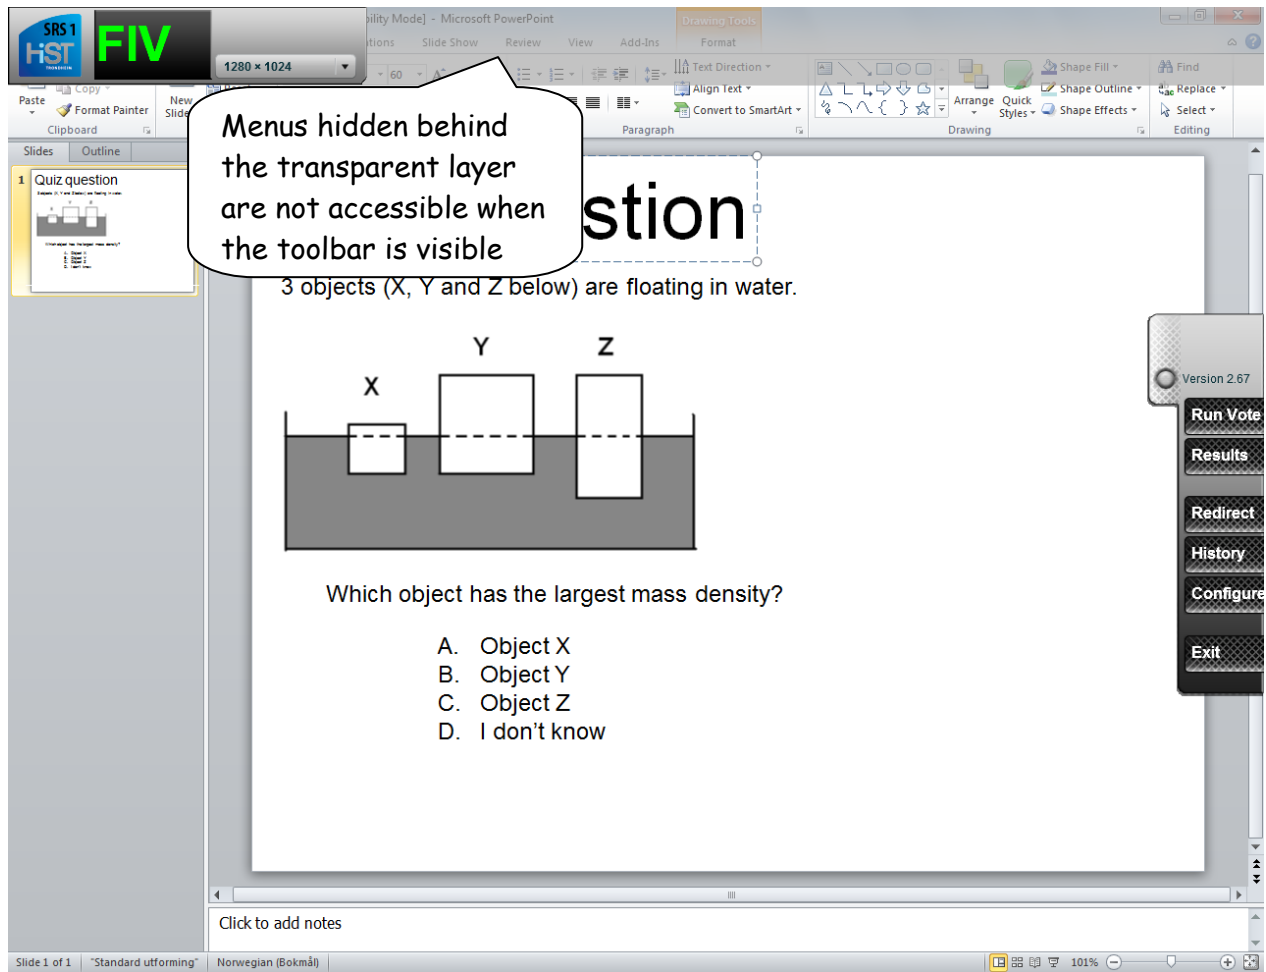 SRS 1
HiST
TRONDHEIM
FIV
1280 × 1024
bility Mode] - Microsoft PowerPoint
Drawing Tools
Slide Show
Review
View
Add-Ins
Format
Paste
Copy
Format Painter
Clipboard
New
60
Text Direction
Align Text
Convert to SmartArt
Paragraph
Arrange
Quick
Styles
Shape Fill
Shape Outline
Shape Effects
Drawing
Find
Replace
Select
Editing
Menus hidden behind
the transparent layer
are not accessible when
the toolbar is visible
Slides
Outline
1
Quiz question
stion
3 objects (X, Y and Z below) are floating in water.
X
Y
Z
Which object has the largest mass density?
A. Object X
B. Object Y
C. Object Z
D. I don't know
Version 2.67
Run Vote
Results
Redirect
History
Configure
Exit
Click to add notes
Slide 1 of 1
"Standard utforming"
Norwegian (Bokmål)
101%